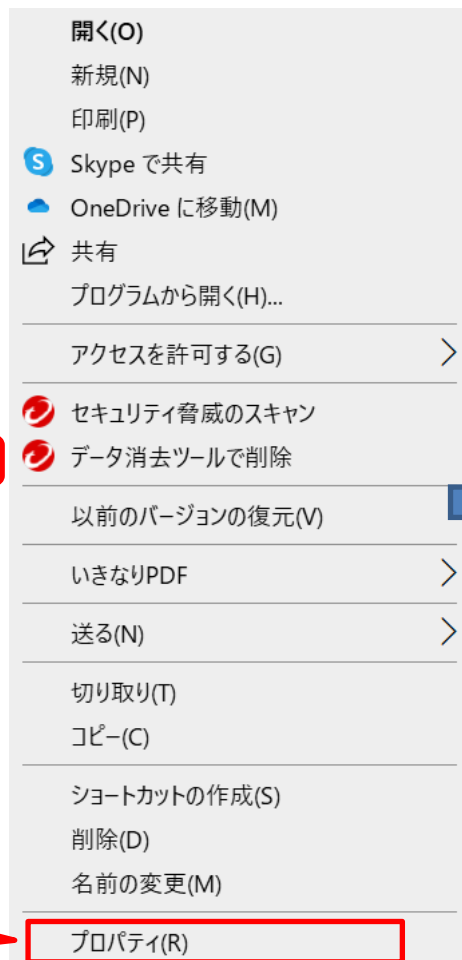 開く(O)
新規(N)
印刷(P)
Skype で共有
OneDrive に移動(M)
共有
プログラムから開く(H)...
アクセスを許可する(G)
セキュリティ脅威のスキャン
データ消去ツールで削除
以前のバージョンの復元(V)
いきなりPDF
送る(N)
切り取り(T)
コピー(C)
ショートカットの作成(S)
削除(D)
名前の変更(M)
プロパティ(R)